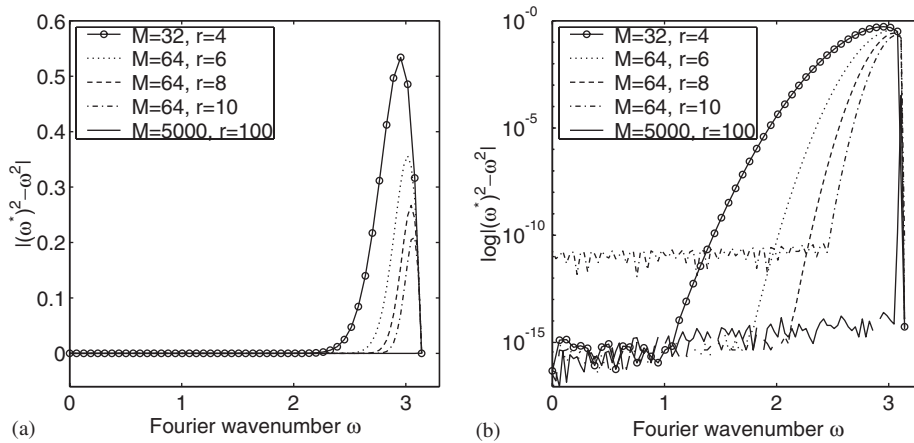 0.6
0.5
0.4
0.3
0.2
0.1
0
|(ω*)²−ω²|
M=32, r=4
M=64, r=6
M=64, r=8
M=64, r=10
M=5000, r=100
0 1 2 3
(a) Fourier wavenumber ω
10⁻⁰
10⁻⁵
10⁻¹⁰
10⁻¹⁵
log|(ω*)²−ω²|
M=32, r=4
M=64, r=6
M=64, r=8
M=64, r=10
M=5000, r=100
0 1 2 3
(b) Fourier wavenumber ω